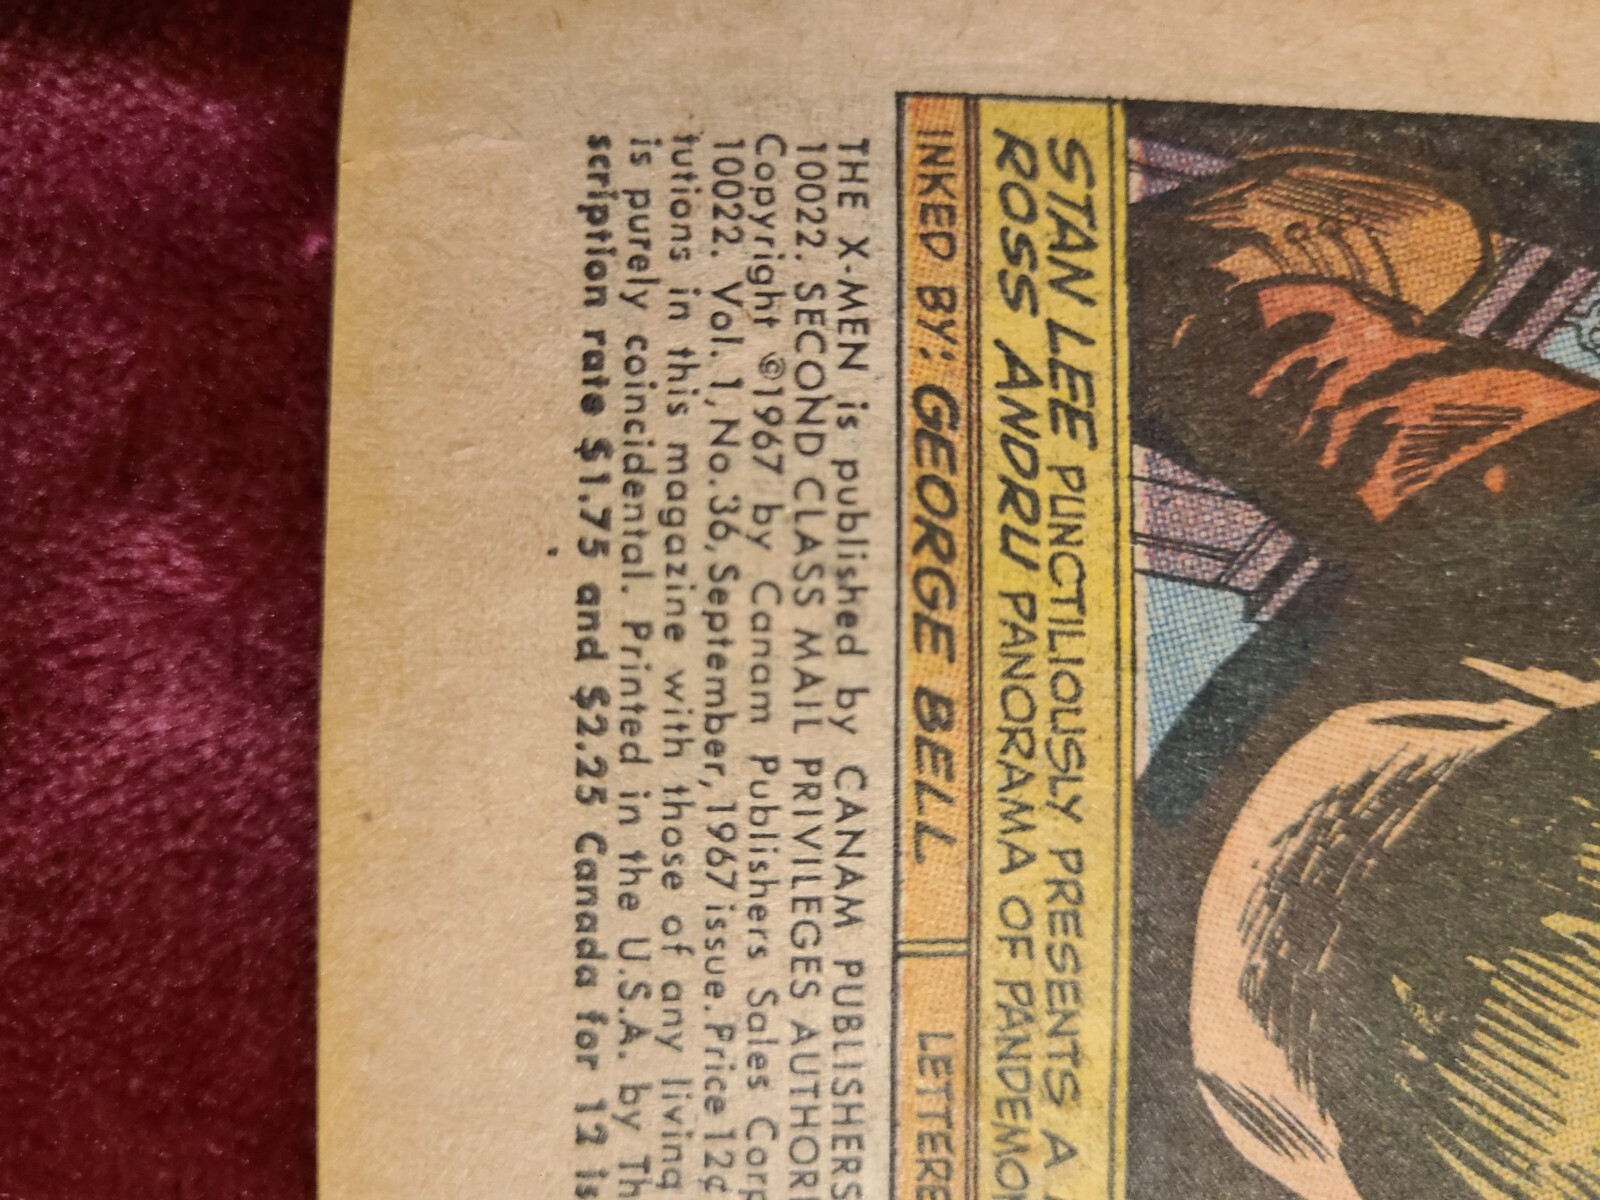 STAN LEE PUNCTILIOUSLY PRESENTS A
ROSS ANDRU PANORAMA OF PANDEMO
INKED BY: GEORGE BELL LETTERE
THE X-MEN is published by CANAM PUBLISHERS
10022. SECOND CLASS MAIL PRIVILEGES AUTHORI
Copyright ©1967 by Canam Publishers Sales Corp
10022. Vol. 1, No. 36, September, 1967 issue. Price 12¢
tutions in this magazine with those of any living
is purely coincidental. Printed in the U.S.A. by Th
scription rate $1.75 and $2.25 Canada for 12 is